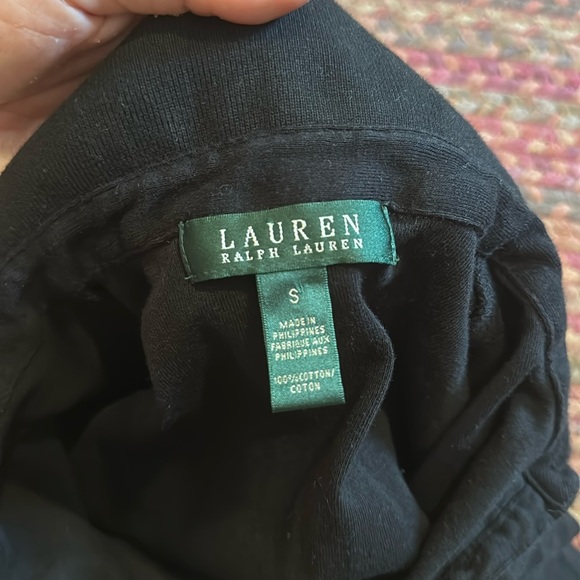 LAUREN
RALPH LAUREN
S
MADE IN
PHILIPPINES
FABRIQUE AUX
PHILIPPINES
100%COTTON/
COTON